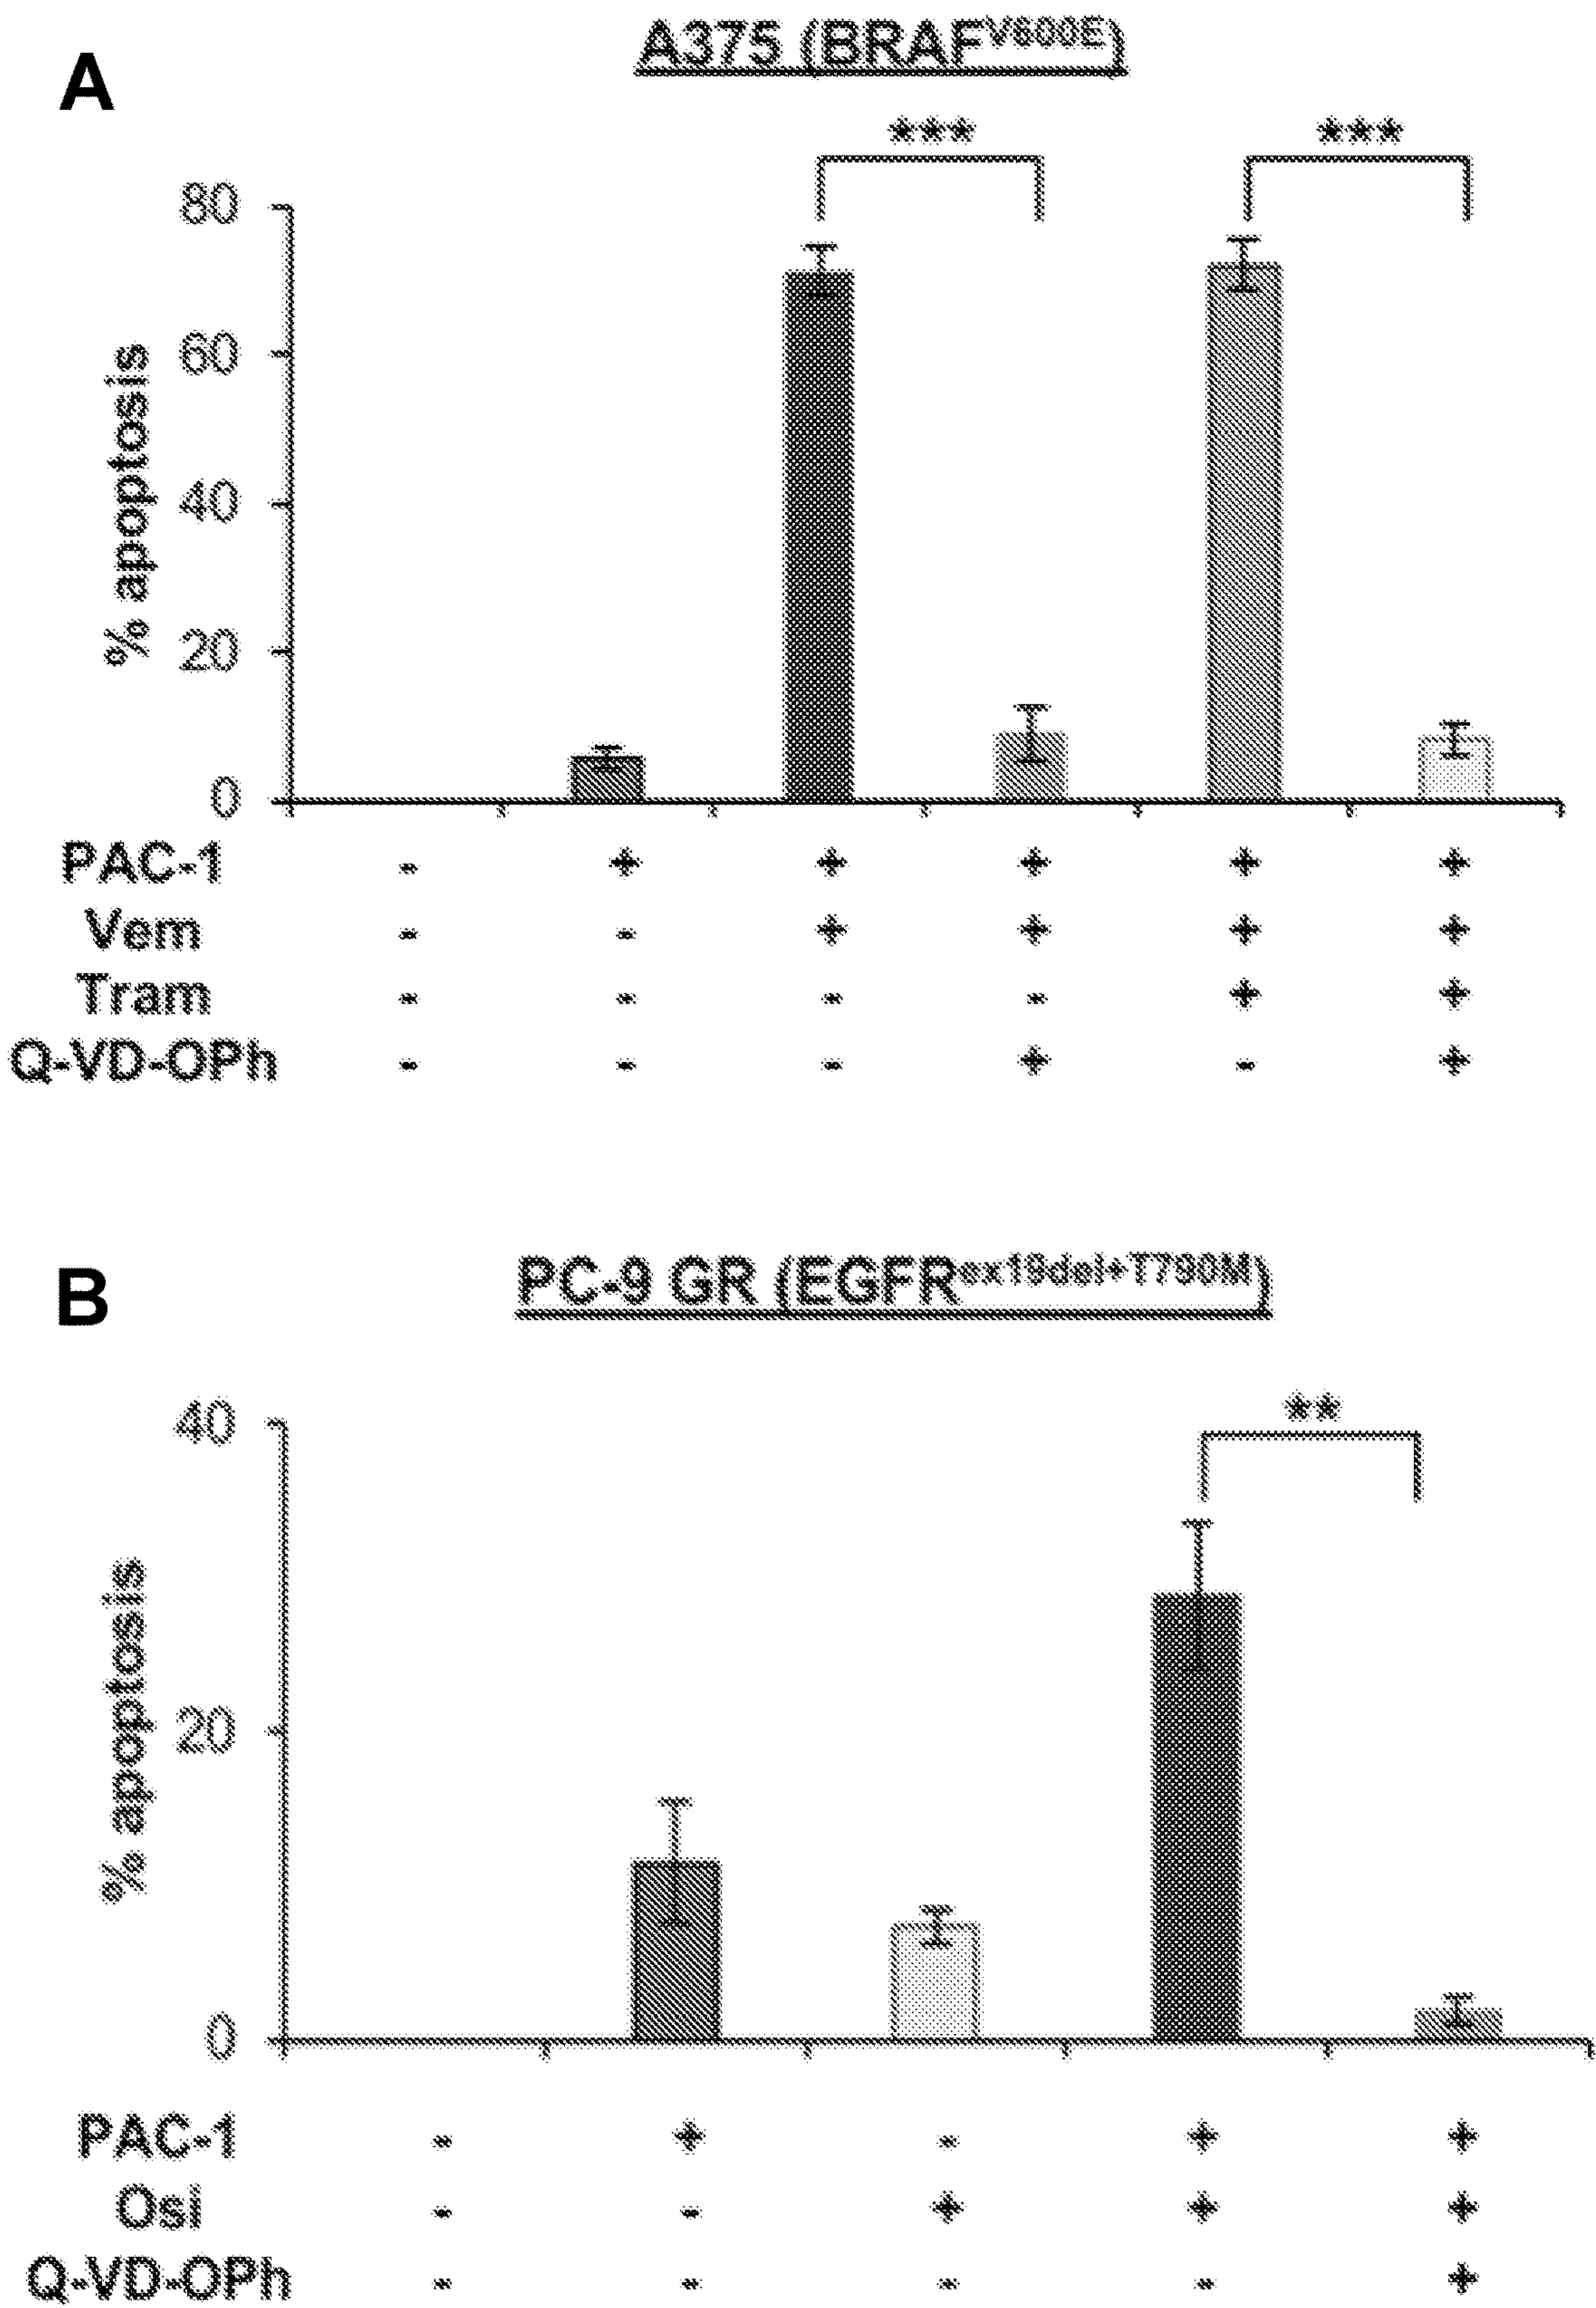 A
A375 (BRAFV600E)
*** ***
80
60
40
20
0
% apoptosis
PAC-1 - + + + + +
Vem - - + + + +
Tram - - - - + +
Q-VD-OPh - - - + - +
B
PC-9 GR (EGFRex19del+T790M)
**
40
20
0
% apoptosis
PAC-1 - + - + +
Osi - - + + +
Q-VD-OPh - - - - +